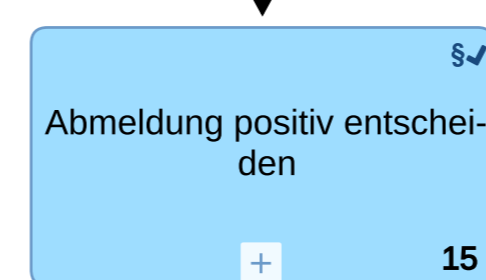 §✔
Abmeldung positiv entschei-
den
+
15